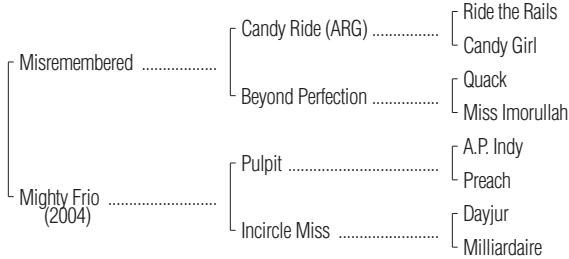 Ride the Rails
Candy Ride (ARG) ................
Candy Girl
Misremembered ..................
Quack
Beyond Perfection ................
Miss Imorullah
A.P. Indy
Pulpit ....................................
Preach
Mighty Frio ..........................
(2004)
Dayjur
Incircle Miss ........................
Milliardaire